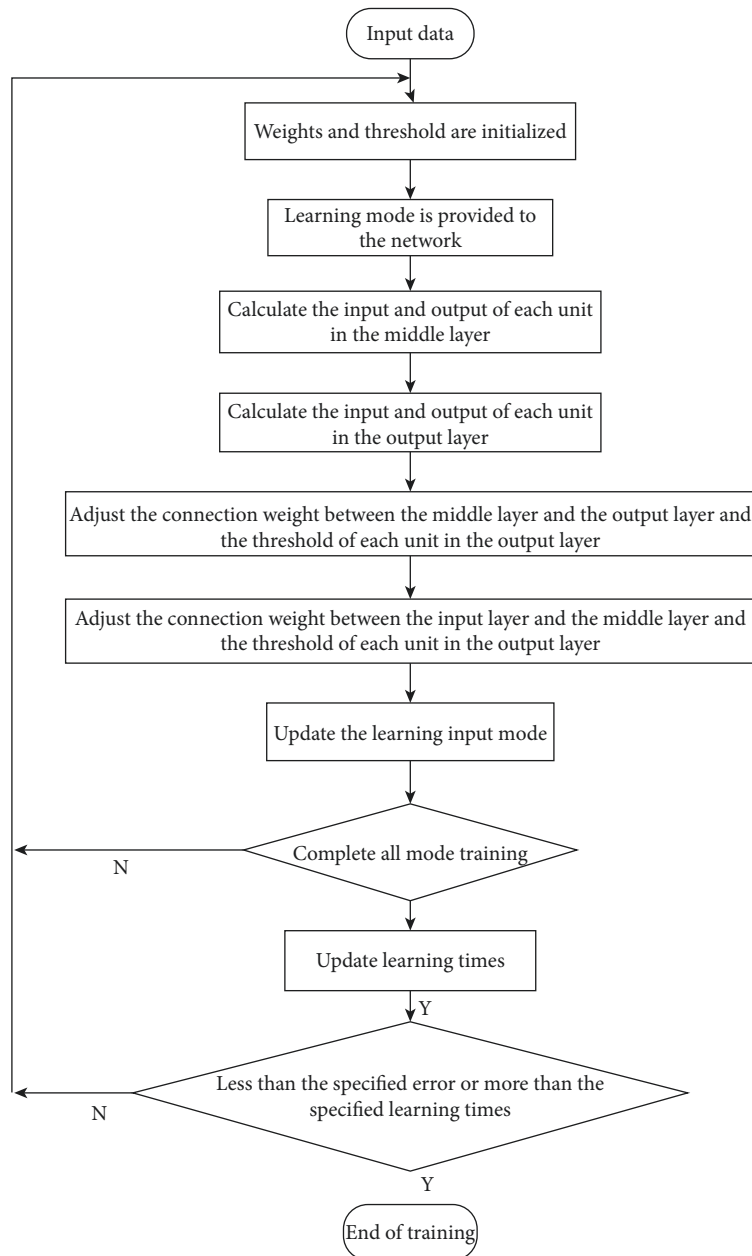 Input data
Weights and threshold are initialized
Learning mode is provided to
the network
Calculate the input and output of each unit
in the middle layer
Calculate the input and output of each unit
in the output layer
Adjust the connection weight between the middle layer and the output layer and
the threshold of each unit in the output layer
Adjust the connection weight between the input layer and the middle layer and
the threshold of each unit in the output layer
Update the learning input mode
Complete all mode training
N
Update learning times
Y
Less than the specified error or more than the
specified learning times
N
Y
End of training